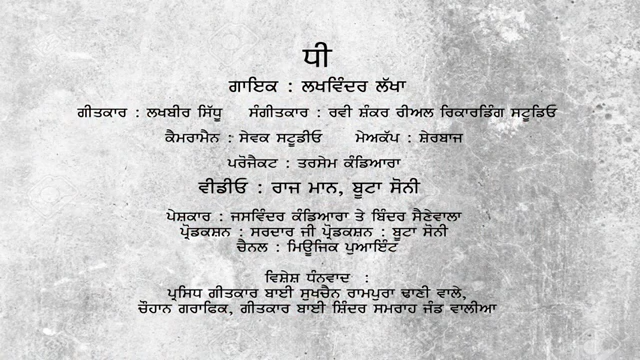 ਧੀ
ਗਾਇਕ : ਲਖਵਿੰਦਰ ਲੱਖਾ
ਗੀਤਕਾਰ : ਲਖਬੀਰ ਸਿੱਧੂ ਸੰਗੀਤਕਾਰ : ਰਵੀ ਸ਼ੰਕਰ ਰੀਅਲ ਰਿਕਾਰਡਿੰਗ ਸਟੂਡਿਓ
ਕੈਮਰਾਮੈਨ : ਸੇਵਕ ਸਟੂਡੀਓ ਮੇਅਕੱਪ : ਸ਼ੇਰਬਾਜ
ਪਰੋਜੈਕਟ : ਤਰਸੇਮ ਕੰਡਿਆਰਾ
ਵੀਡੀਓ : ਰਾਜ ਮਾਨ, ਬੂਟਾ ਸੋਨੀ
ਪੇਸ਼ਕਾਰ : ਜਸਵਿੰਦਰ ਕੰਡਿਆਰਾ ਤੇ ਬਿੰਦਰ ਸੈਣੇਵਾਲਾ
ਪ੍ਰੋਡਕਸ਼ਨ : ਸਰਦਾਰ ਜੀ ਪ੍ਰੋਡਕਸ਼ਨ : ਬੂਟਾ ਸੋਨੀ
ਚੈਨਲ : ਮਿਊਜਿਕ ਪੁਆਇੰਟ
ਵਿਸ਼ੇਸ਼ ਧੰਨਵਾਦ :
ਪ੍ਰਸਿਧ ਗੀਤਕਾਰ ਬਾਈ ਸੁਖਚੈਨ ਰਾਮਪੁਰਾ ਢਾਣੀ ਵਾਲੇ,
ਚੌਹਾਨ ਗਰਾਫਿਕ, ਗੀਤਕਾਰ ਬਾਈ ਸ਼ਿੰਦਰ ਸਮਰਾਹ ਜੰਡ ਵਾਲੀਆ